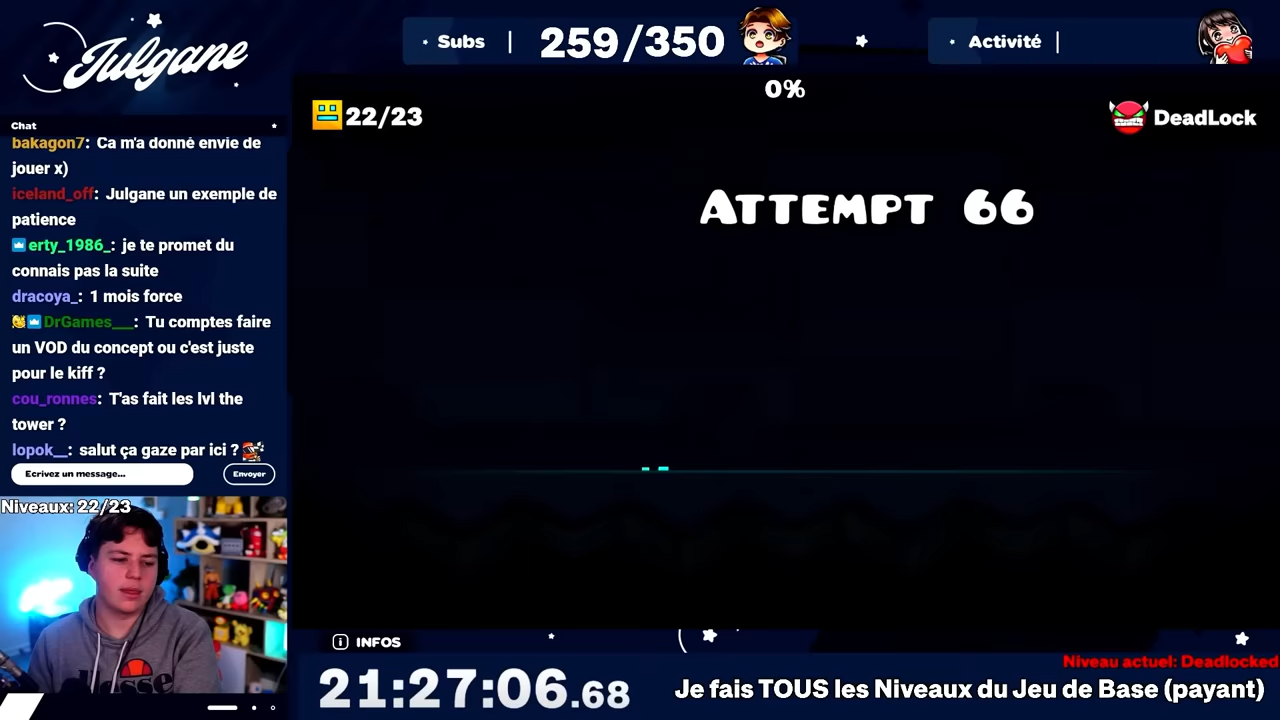 Julgane
Subs | 259/350
Activité |
0%
22/23
DeadLock
Chat
bakagon7: Ca m'a donné envie de
jouer x)
iceland_off: Julgane un exemple de
patience
erty_1986_: je te promet du
connais pas la suite
dracoya_: 1 mois force
DrGames___: Tu comptes faire
un VOD du concept ou c'est juste
pour le kiff ?
cou_ronnes: T'as fait les lvl the
tower ?
lopok__: salut ça gaze par ici ?
Ecrivez un message...
Envoyer
ATTEMPT 66
Niveaux: 22/23
ellesse
INFOS
Niveau actuel: Deadlocked
21:27:06.68
Je fais TOUS les Niveaux du Jeu de Base (payant)